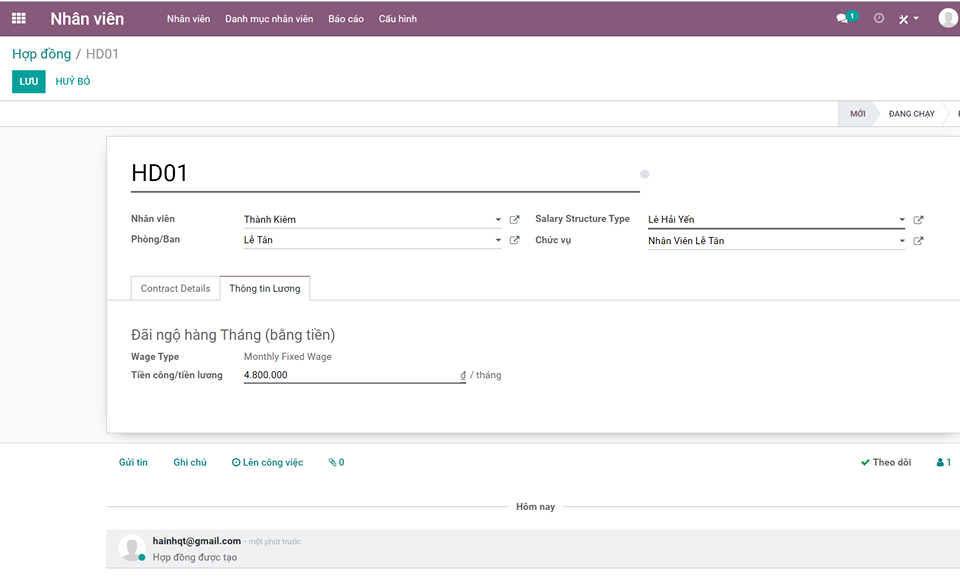 Nhân viên Nhân viên Danh mục nhân viên Báo cáo Cấu hình 1
Hợp đồng / HD01
LƯU HUỶ BỎ
MỚI ĐANG CHẠY
HD01
Nhân viên Thành Kiêm Salary Structure Type Lê Hải Yến
Phòng/Ban Lễ Tân Chức vụ Nhân Viên Lễ Tân
Contract Details Thông tin Lương
Đãi ngộ hàng Tháng (bằng tiền)
Wage Type Monthly Fixed Wage
Tiền công/tiền lương 4.800.000 ₫ / tháng
Gửi tin Ghi chú Lên công việc 0 Theo dõi 1
Hôm nay
hainhqt@gmail.com - một phút trước
Hợp đồng được tạo